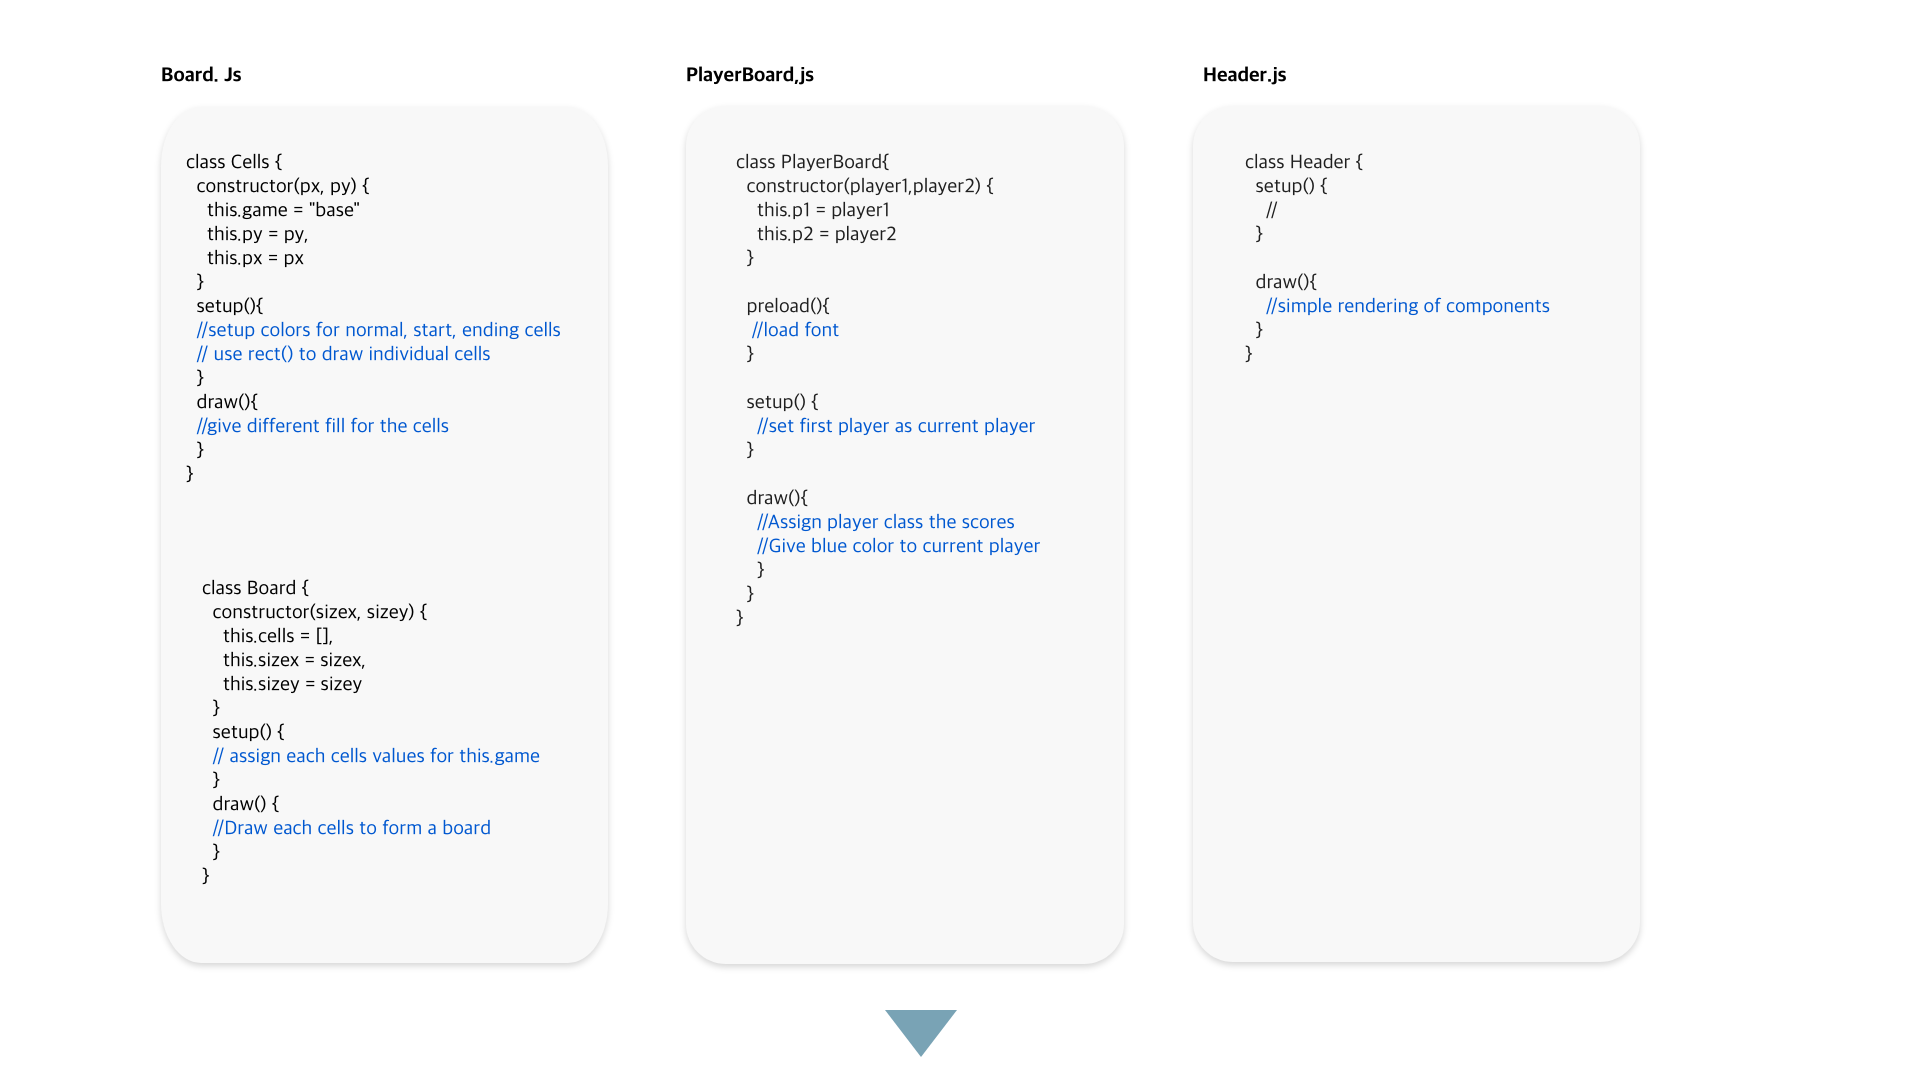 Board. Js
class Cells {
constructor(px, py) {
this.game = "base"
this.py = py,
this.px = px
}
setup(){
//setup colors for normal, start, ending cells
// use rect() to draw individual cells
}
draw(){
//give different fill for the cells
}
}
class Board {
constructor(sizex, sizey) {
this.cells = [],
this.sizex = sizex,
this.sizey = sizey
}
setup() {
// assign each cells values for this.game
}
draw() {
//Draw each cells to form a board
}
}
PlayerBoard,js
class PlayerBoard{
constructor(player1,player2) {
this.p1 = player1
this.p2 = player2
}
preload(){
//load font
}
setup() {
//set first player as current player
}
draw(){
//Assign player class the scores
//Give blue color to current player
}
}
}
Header.js
class Header {
setup() {
//
}
draw(){
//simple rendering of components
}
}